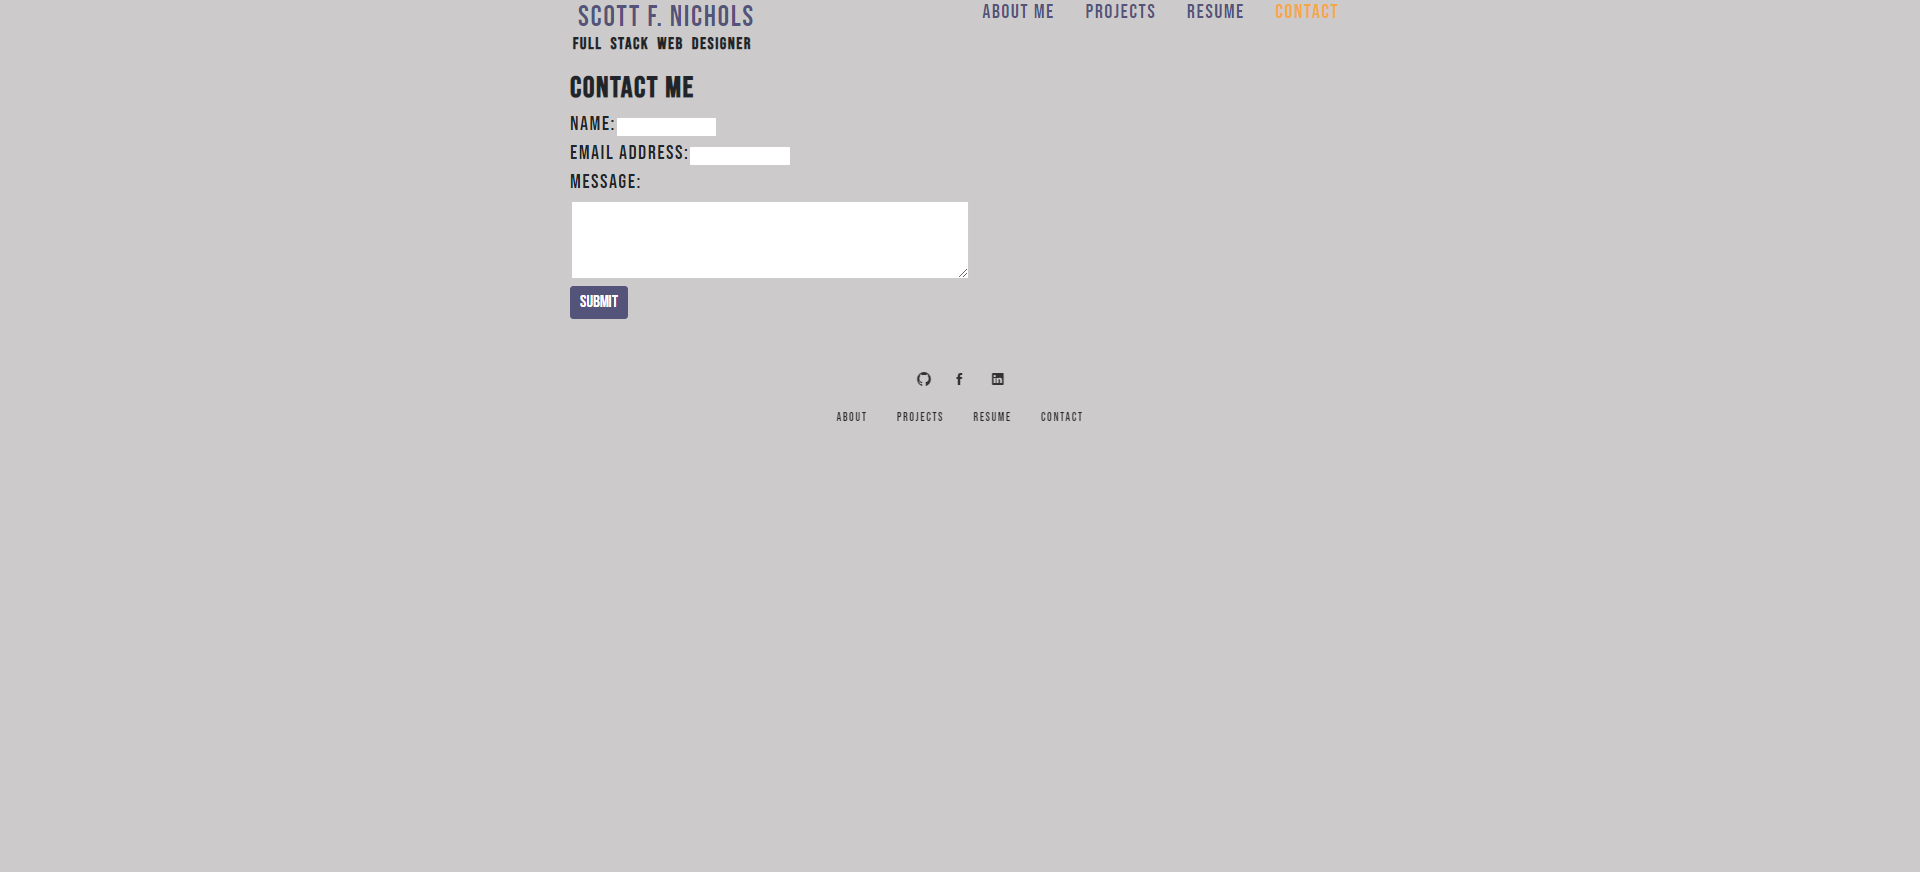 SCOTT F. NICHOLS
FULL STACK WEB DESIGNER
ABOUT ME PROJECTS RESUME CONTACT
CONTACT ME
NAME:
EMAIL ADDRESS:
MESSAGE:
SUBMIT
ABOUT PROJECTS RESUME CONTACT